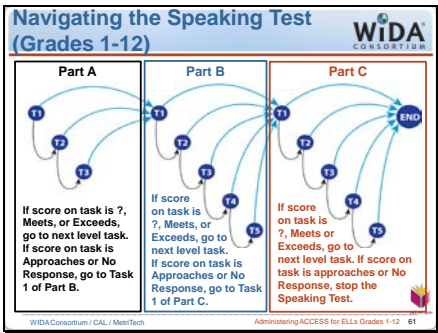 Navigating the Speaking Test
(Grades 1-12)
WIDA
CONSORTIUM
Part A
T1
T2
T3
If score on task is ?,
Meets, or Exceeds,
go to next level task.
If score on task is
Approaches or No
Response, go to Task
1 of Part B.
Part B
T1
T2
T3
T4
T5
If score
on task
is ?, Meets, or
Exceeds, go to
next level task.
If score on task is
Approaches or No
Response, go to Task
1 of Part C.
Part C
T1
T2
T3
T4
T5
END
If score
on task is
?, Meets, or
Exceeds, go to
next level task. If score on
task is approaches or No
Response, stop the
Speaking Test.
WIDA Consortium / CAL / MetriTech
Administering ACCESS for ELLs Grades 1-12 61